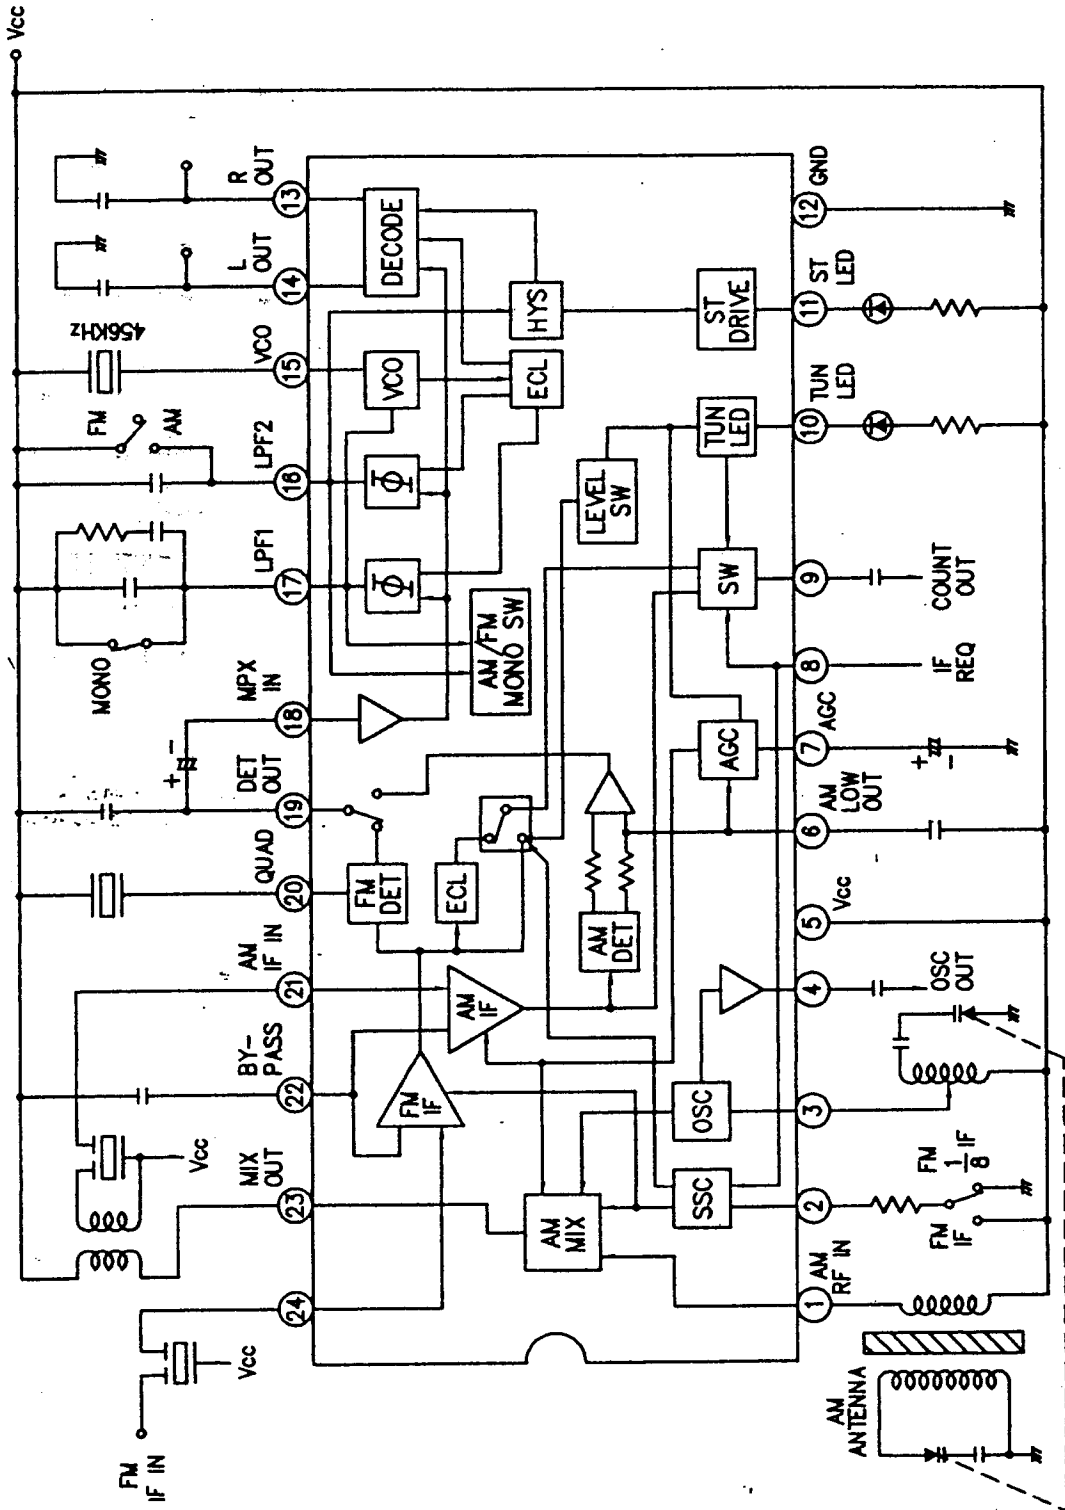 Vcc
FM
IF IN
Vcc
24
MIX
OUT
23
Vcc
BY-
PASS
22
AM
IF IN
21
QUAD
20
DET
OUT
19
+ -
MPX
IN
18
MONO
LPF1
17
FM
AM
LPF2
16
456KHz
VCO
15
L
OUT
14
R
OUT
13
FM
IF
AM
IF
FM
DET
ECL
AM
DET
AM/FM
MONO SW
VCO
DECODE
ECL
HYS
LEVEL
SW
AM
MIX
SSC
OSC
AGC
SW
TUN
LED
ST
DRIVE
1
AM
RF IN
2
FM
IF
FM
1/8 IF
3
4
OSC
OUT
5
Vcc
6
AM
LOW
OUT
7
AGC
+
-
8
IF
REQ
9
COUNT
OUT
10
TUN
LED
11
ST
LED
12
GND
AM
ANTENNA